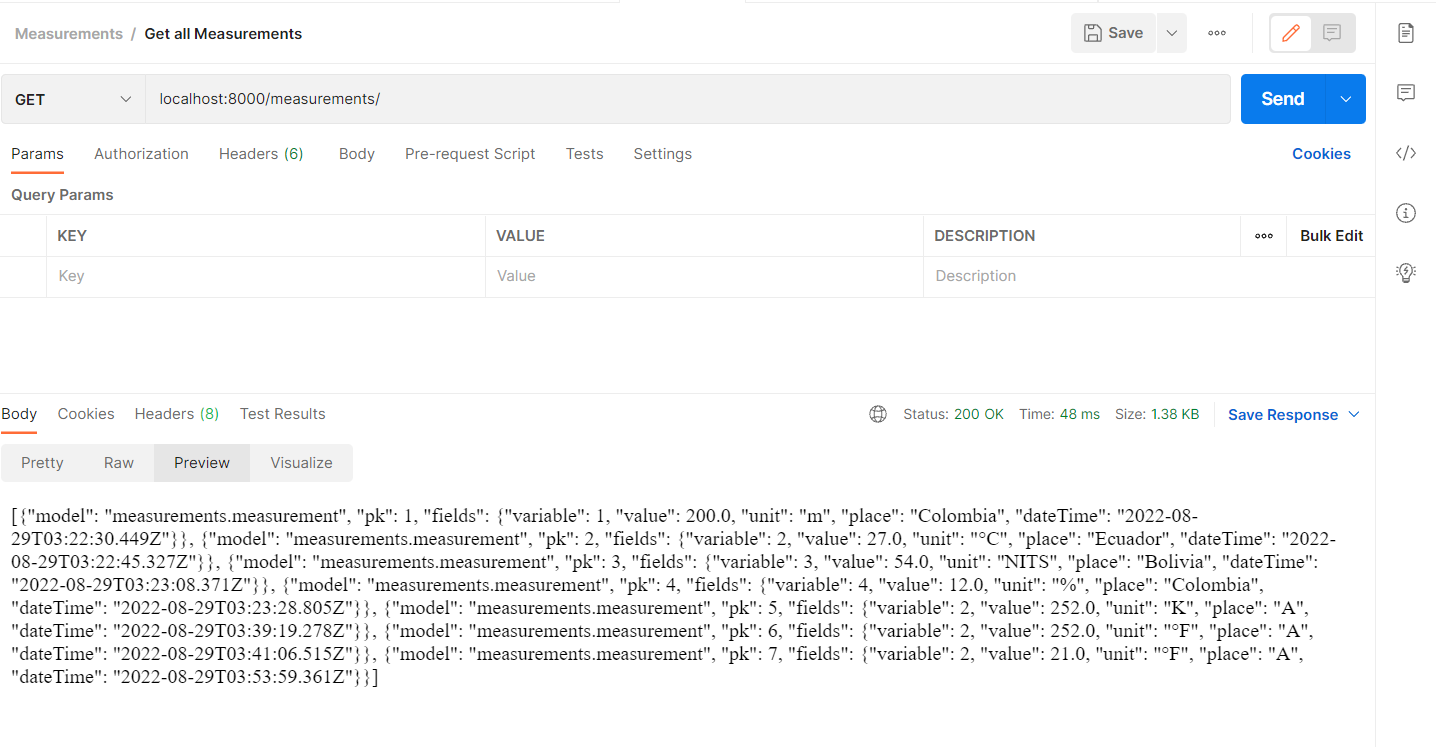 Measurements / Get all Measurements
Save
GET
localhost:8000/measurements/
Send
Params Authorization Headers (6) Body Pre-request Script Tests Settings Cookies
Query Params
KEY VALUE DESCRIPTION Bulk Edit
Key Value Description
Body Cookies Headers (8) Test Results Status: 200 OK Time: 48 ms Size: 1.38 KB Save Response
Pretty Raw Preview Visualize
[{"model": "measurements.measurement", "pk": 1, "fields": {"variable": 1, "value": 200.0, "unit": "m", "place": "Colombia", "dateTime": "2022-08-
29T03:22:30.449Z"}}, {"model": "measurements.measurement", "pk": 2, "fields": {"variable": 2, "value": 27.0, "unit": "°C", "place": "Ecuador", "dateTime": "2022-
08-29T03:22:45.327Z"}}, {"model": "measurements.measurement", "pk": 3, "fields": {"variable": 3, "value": 54.0, "unit": "NITS", "place": "Bolivia", "dateTime":
"2022-08-29T03:23:08.371Z"}}, {"model": "measurements.measurement", "pk": 4, "fields": {"variable": 4, "value": 12.0, "unit": "%", "place": "Colombia",
"dateTime": "2022-08-29T03:23:28.805Z"}}, {"model": "measurements.measurement", "pk": 5, "fields": {"variable": 2, "value": 252.0, "unit": "K", "place": "A",
"dateTime": "2022-08-29T03:39:19.278Z"}}, {"model": "measurements.measurement", "pk": 6, "fields": {"variable": 2, "value": 252.0, "unit": "°F", "place": "A",
"dateTime": "2022-08-29T03:41:06.515Z"}}, {"model": "measurements.measurement", "pk": 7, "fields": {"variable": 2, "value": 21.0, "unit": "°F", "place": "A",
"dateTime": "2022-08-29T03:53:59.361Z"}}]